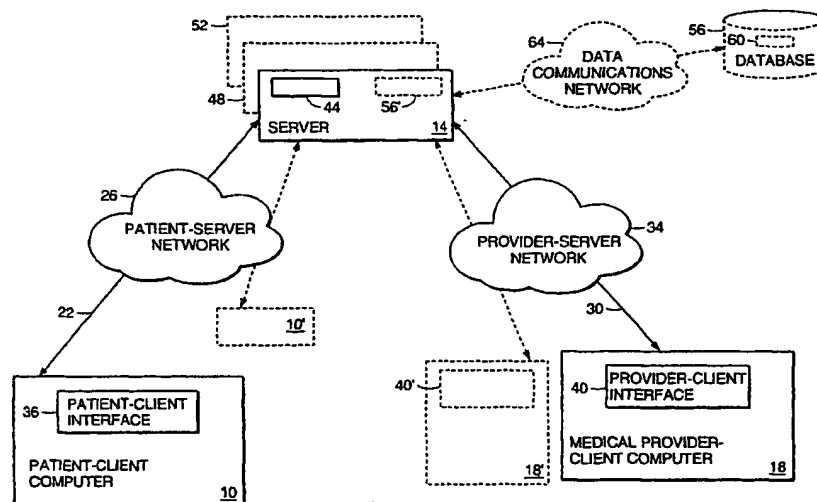 52
48
44
56'
SERVER
14
64
DATA
COMMUNICATIONS
NETWORK
56
60
DATABASE
26
PATIENT-SERVER
NETWORK
22
10'
PROVIDER-SERVER
NETWORK
34
30
36
PATIENT-CLIENT
INTERFACE
PATIENT-CLIENT
COMPUTER
10
40'
18'
40
PROVIDER-CLIENT
INTERFACE
MEDICAL PROVIDER-
CLIENT COMPUTER
18